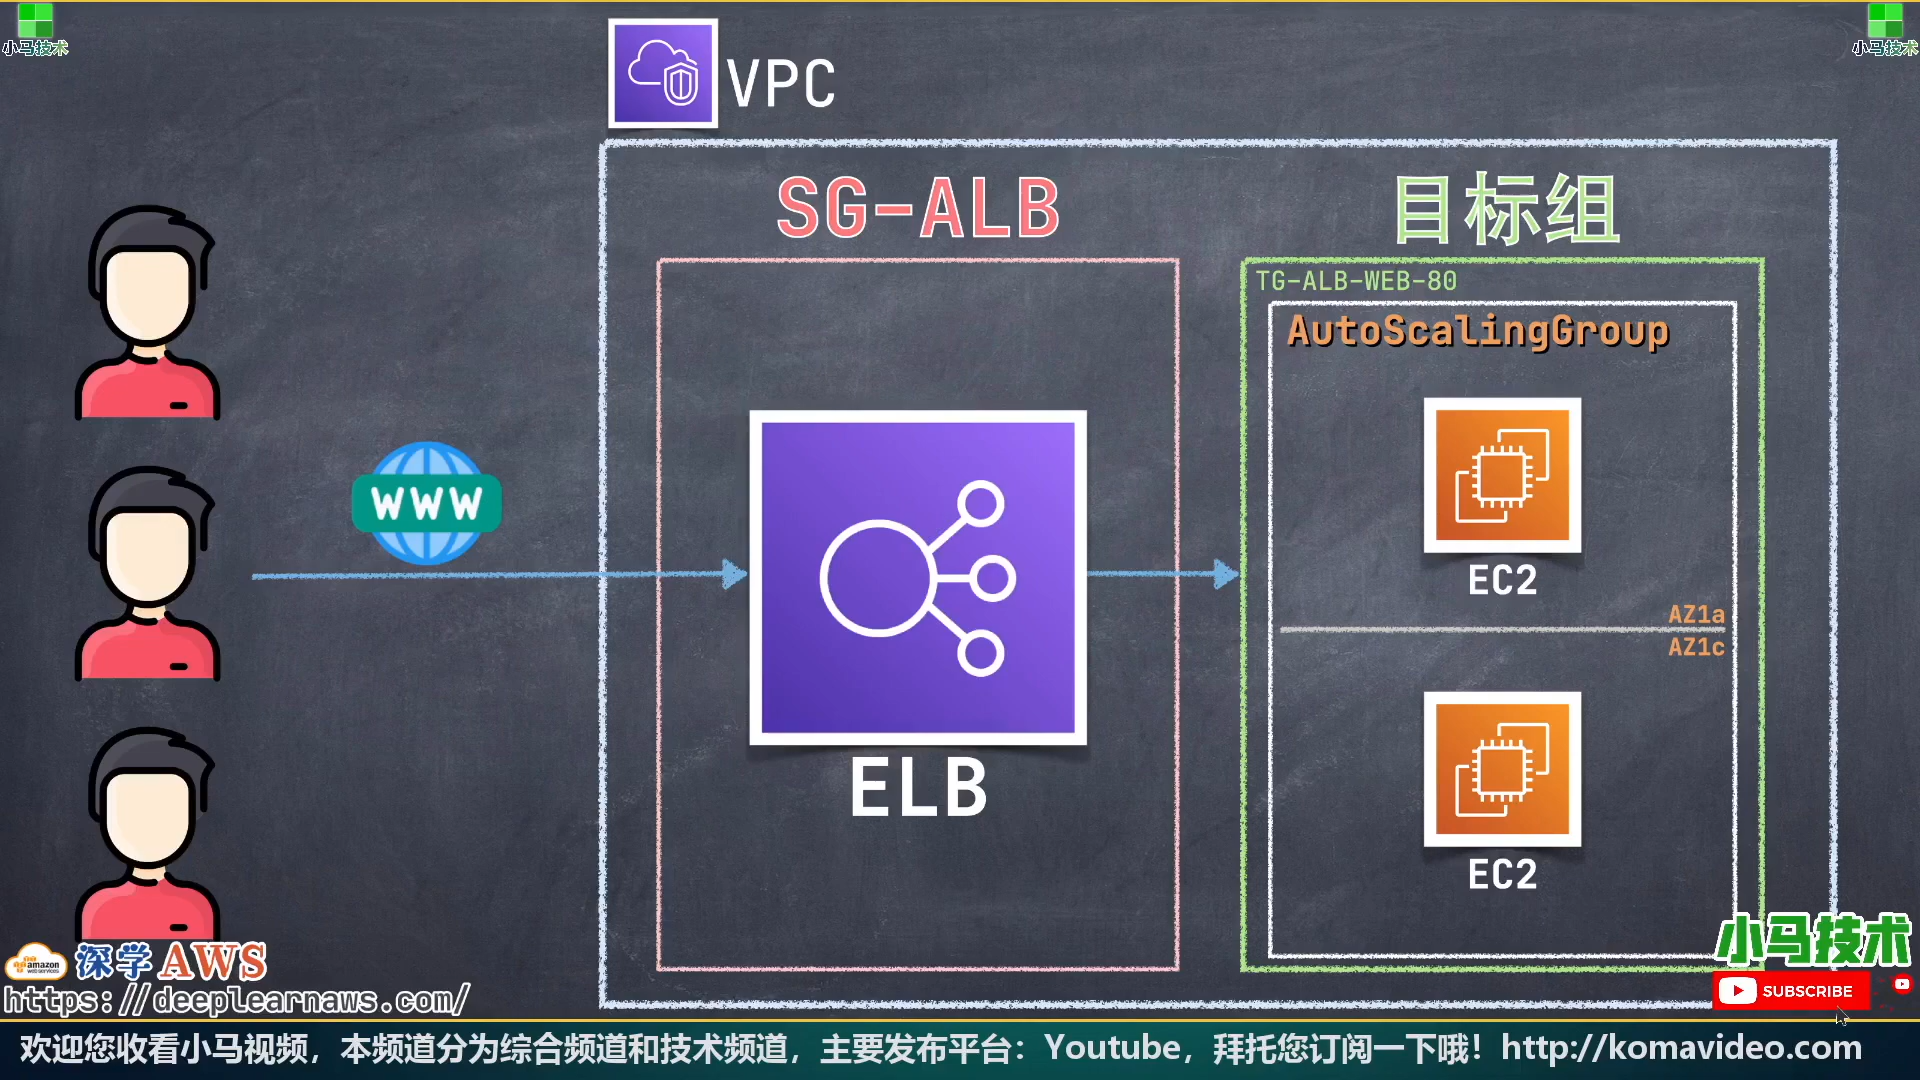 小马技术
小马技术
VPC
SG-ALB
目标组
TG-ALB-WEB-80
AutoScalingGroup
WWW
EC2
AZ1a
AZ1c
ELB
EC2
小马技术
SUBSCRIBE
amazon
web services
深学AWS
https://deeplearnaws.com/
欢迎您收看小马视频，本频道分为综合频道和技术频道，主要发布平台：Youtube，拜托您订阅一下哦！http://komavideo.com